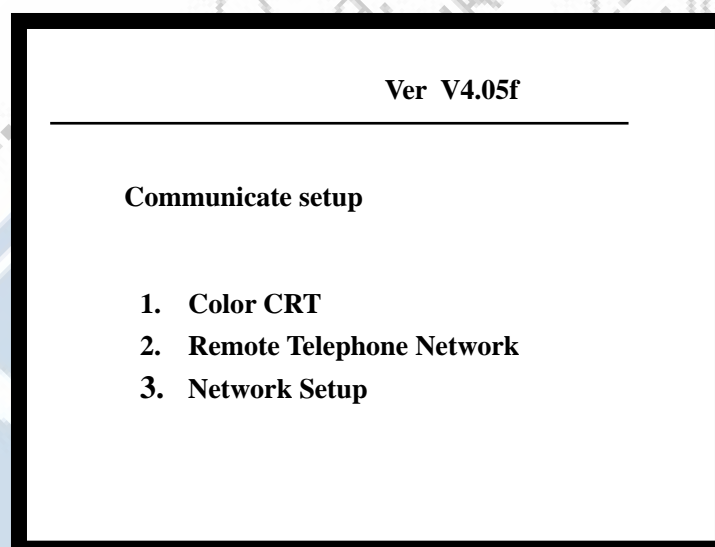 Ver V4.05f
Communicate setup
1. Color CRT
2. Remote Telephone Network
3. Network Setup